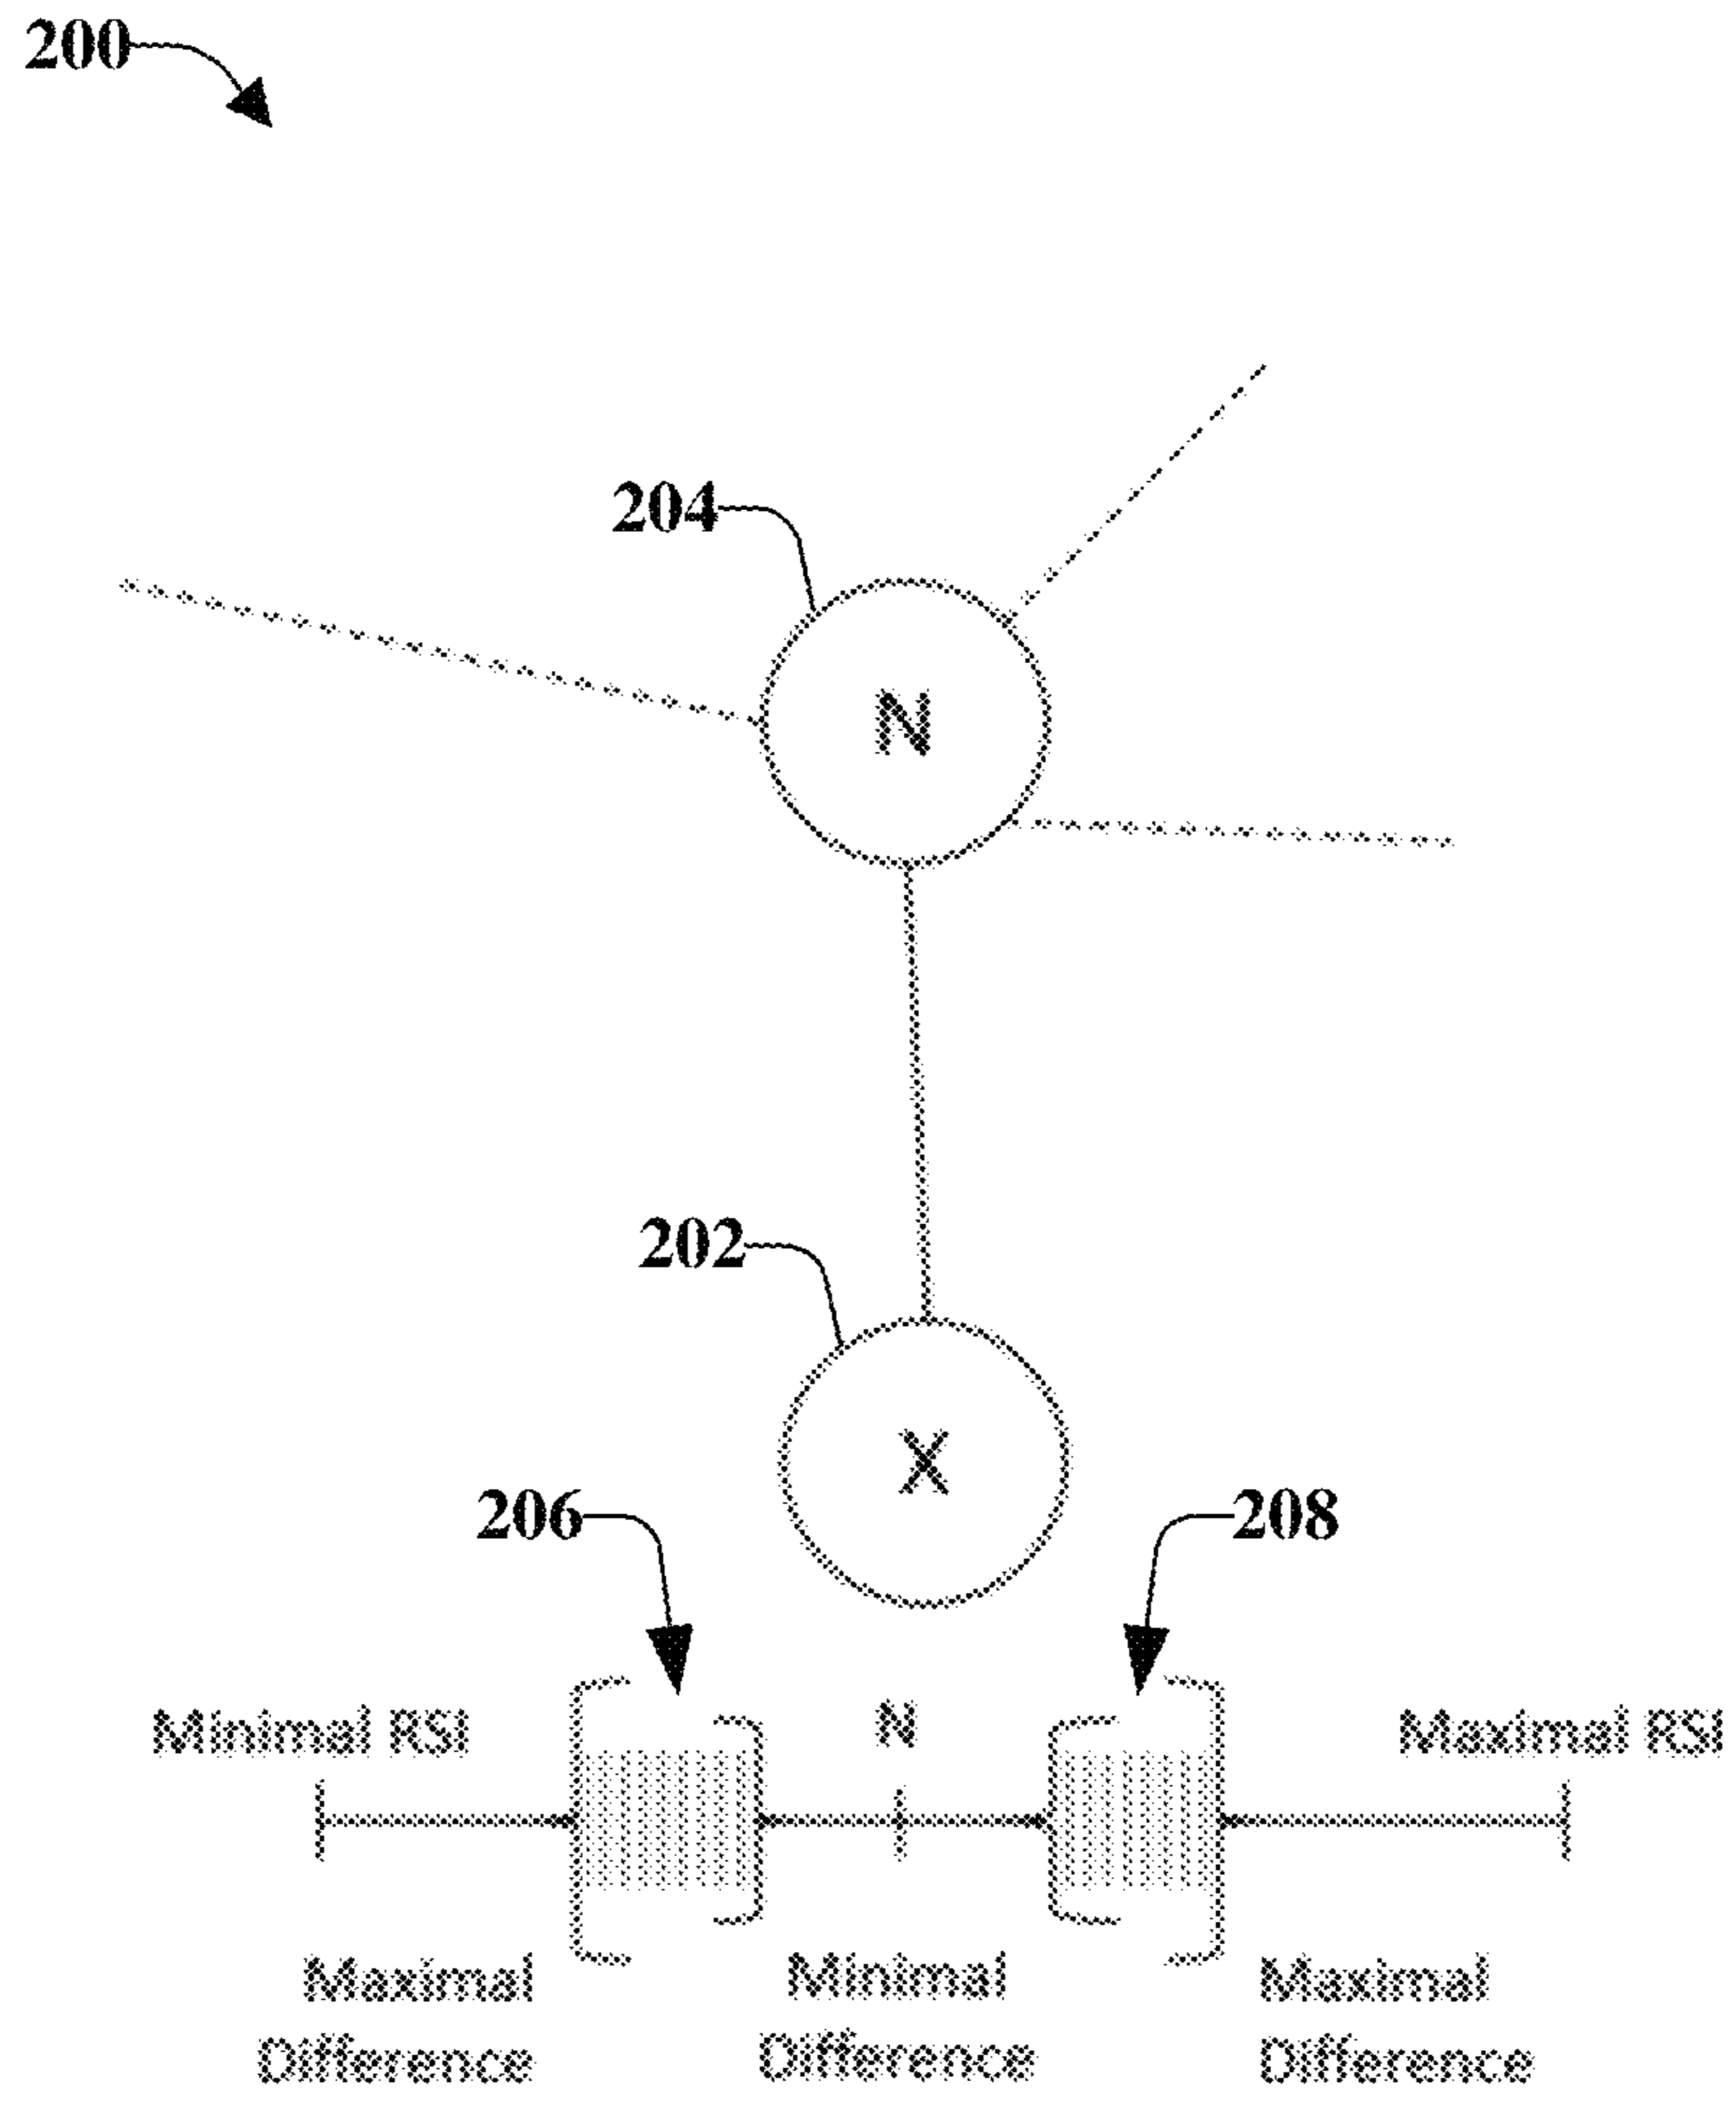 200
204
N
202
X
206
208
Minimal RSI
N
Maximal RSI
Maximal
Difference
Minimal
Difference
Maximal
Difference